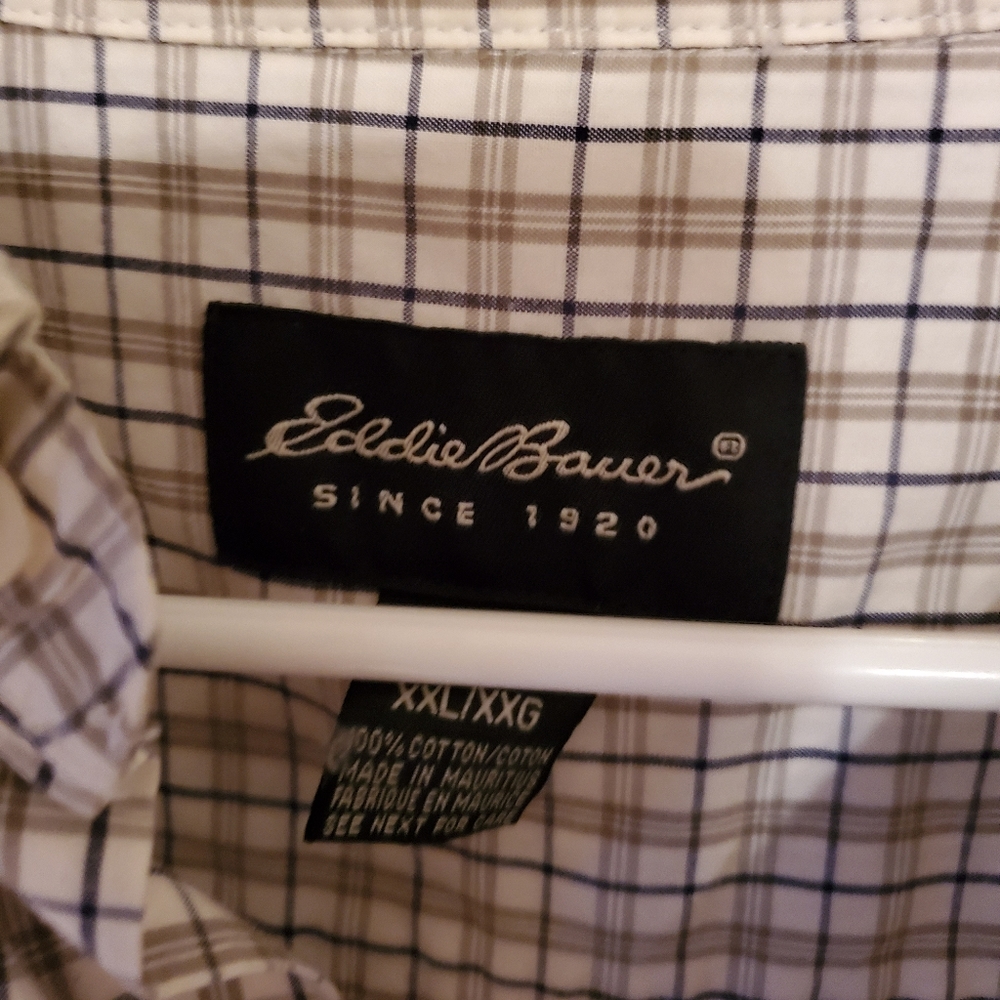 Eddie Bauer®
SINCE 1920
XXL/XXG
100% COTTON/COTON
MADE IN MAURITIUS
FABRIQUE EN MAURICE
SEE NEXT FOR CARE